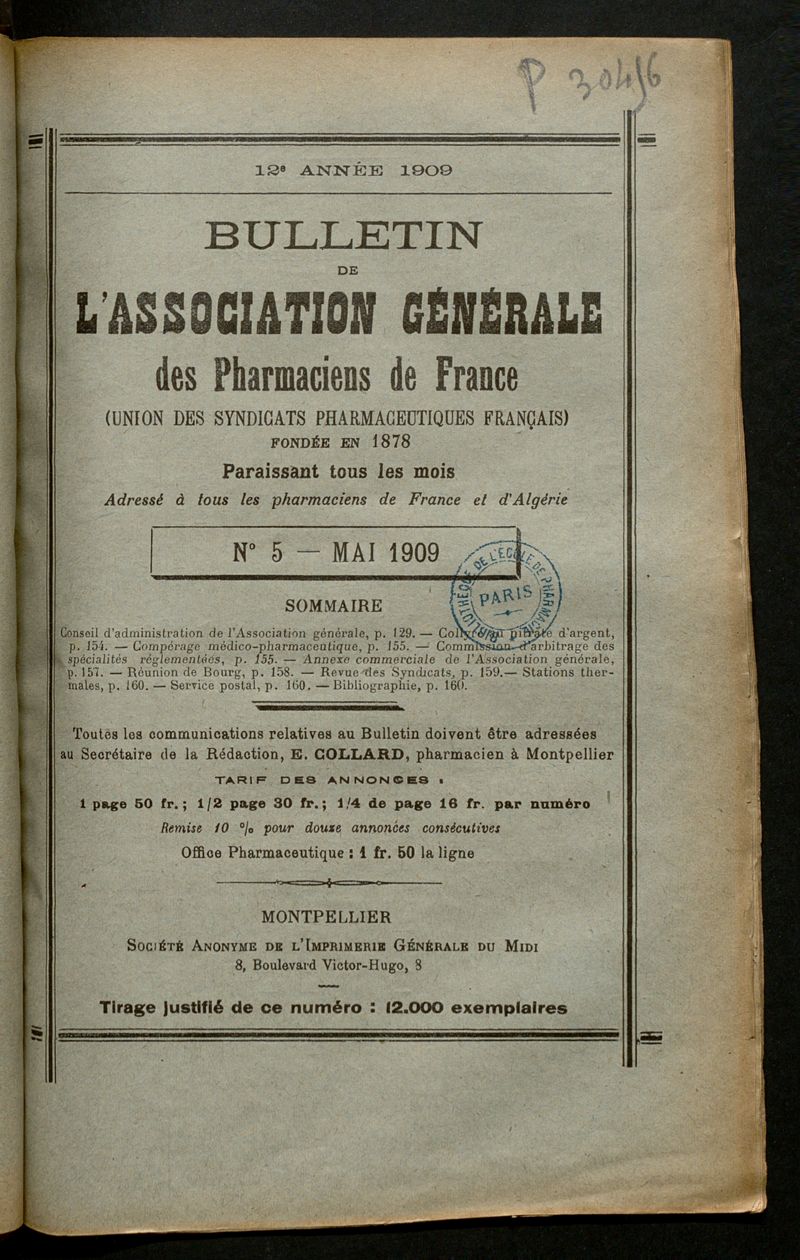 P 30496
12e ANNÉE 1909
BULLETIN
DE
L'ASSOCIATION GÉNÉRALE
des Pharmaciens de France
(UNION DES SYNDICATS PHARMACEUTIQUES FRANÇAIS)
FONDÉE EN 1878
Paraissant tous les mois
Adressé à tous les pharmaciens de France et d'Algérie
N° 5 — MAI 1909
PARIS
SOMMAIRE
Conseil d'administration de l'Association générale, p. 129. — d'argent,
p. 154. — Compérage médico-pharmaceutique, p. 155. — Commission d'arbitrage des
spécialités réglementées, p. 155. — Annexe commerciale de l'Association générale,
p. 157. — Réunion de Bourg, p. 158. — Revue des Syndicats, p. 159. — Stations ther-
males, p. 160. — Service postal, p. 160. — Bibliographie, p. 160.
Toutes les communications relatives au Bulletin doivent être adressées
au Secrétaire de la Rédaction, E. COLLARD, pharmacien à Montpellier
TARIF DES ANNONCES :
1 page 50 fr.; 1/2 page 30 fr.; 1/4 de page 16 fr. par numéro
Remise 10 % pour douze annonces consécutives
Office Pharmaceutique : 1 fr. 50 la ligne
MONTPELLIER
SOCIÉTÉ ANONYME DE L'IMPRIMERIE GÉNÉRALE DU MIDI
8, Boulevard Victor-Hugo, 8
Tirage justifié de ce numéro : 12.000 exemplaires